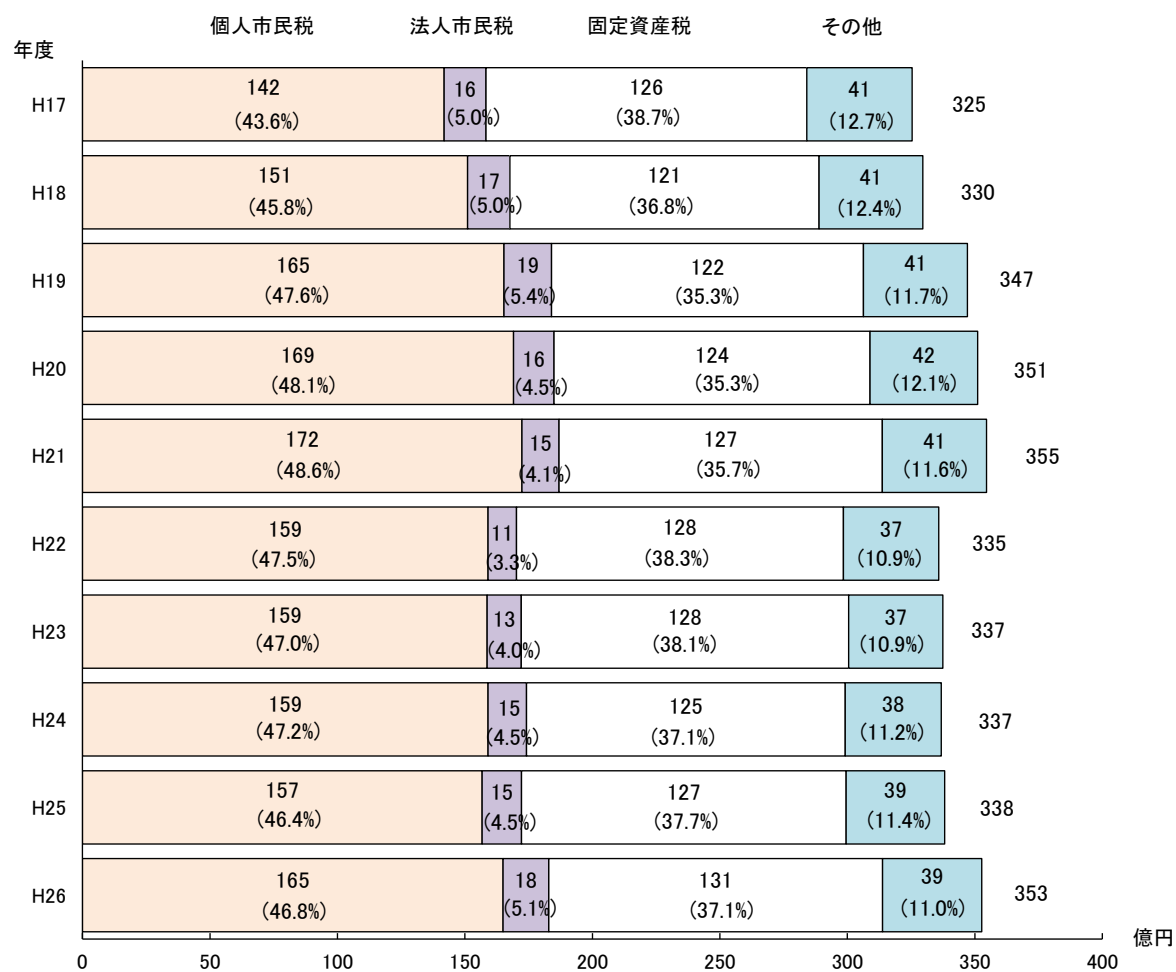 個人市民税 法人市民税 固定資産税 その他
年度
H17 142 16 126 41 325
(43.6%) (5.0%) (38.7%) (12.7%)
H18 151 17 121 41 330
(45.8%) (5.0%) (36.8%) (12.4%)
H19 165 19 122 41 347
(47.6%) (5.4%) (35.3%) (11.7%)
H20 169 16 124 42 351
(48.1%) (4.5%) (35.3%) (12.1%)
H21 172 15 127 41 355
(48.6%) (4.1%) (35.7%) (11.6%)
H22 159 11 128 37 335
(47.5%) (3.3%) (38.3%) (10.9%)
H23 159 13 128 37 337
(47.0%) (4.0%) (38.1%) (10.9%)
H24 159 15 125 38 337
(47.2%) (4.5%) (37.1%) (11.2%)
H25 157 15 127 39 338
(46.4%) (4.5%) (37.7%) (11.4%)
H26 165 18 131 39 353
(46.8%) (5.1%) (37.1%) (11.0%)
億円
0 50 100 150 200 250 300 350 400